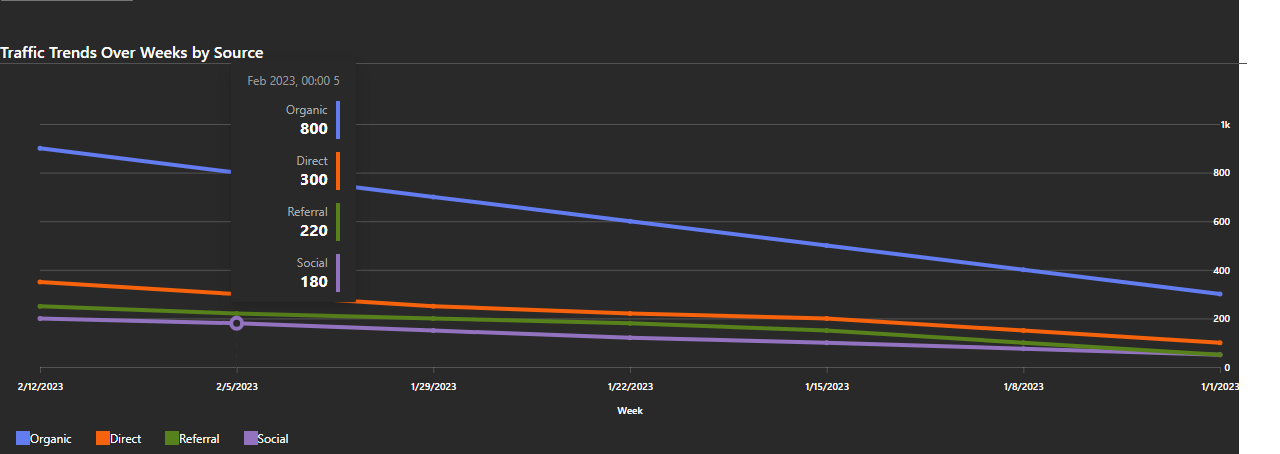 Traffic Trends Over Weeks by Source
Feb 2023, 00:00 5
Organic
800
Direct
300
Referral
220
Social
180
1k
800
600
400
200
0
2/12/2023 2/5/2023 1/29/2023 1/22/2023 1/15/2023 1/8/2023 1/1/2023
Week
Organic Direct Referral Social